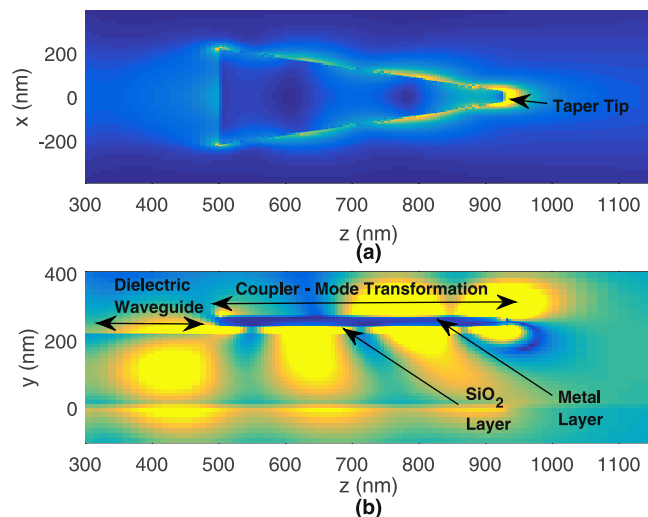 200
0
-200
x (nm)
Taper Tip
300 400 500 600 700 800 900 1000 1100
z (nm)
(a)
400
200
0
y (nm)
Dielectric
Waveguide
Coupler - Mode Transformation
SiO2
Layer
Metal
Layer
300 400 500 600 700 800 900 1000 1100
z (nm)
(b)